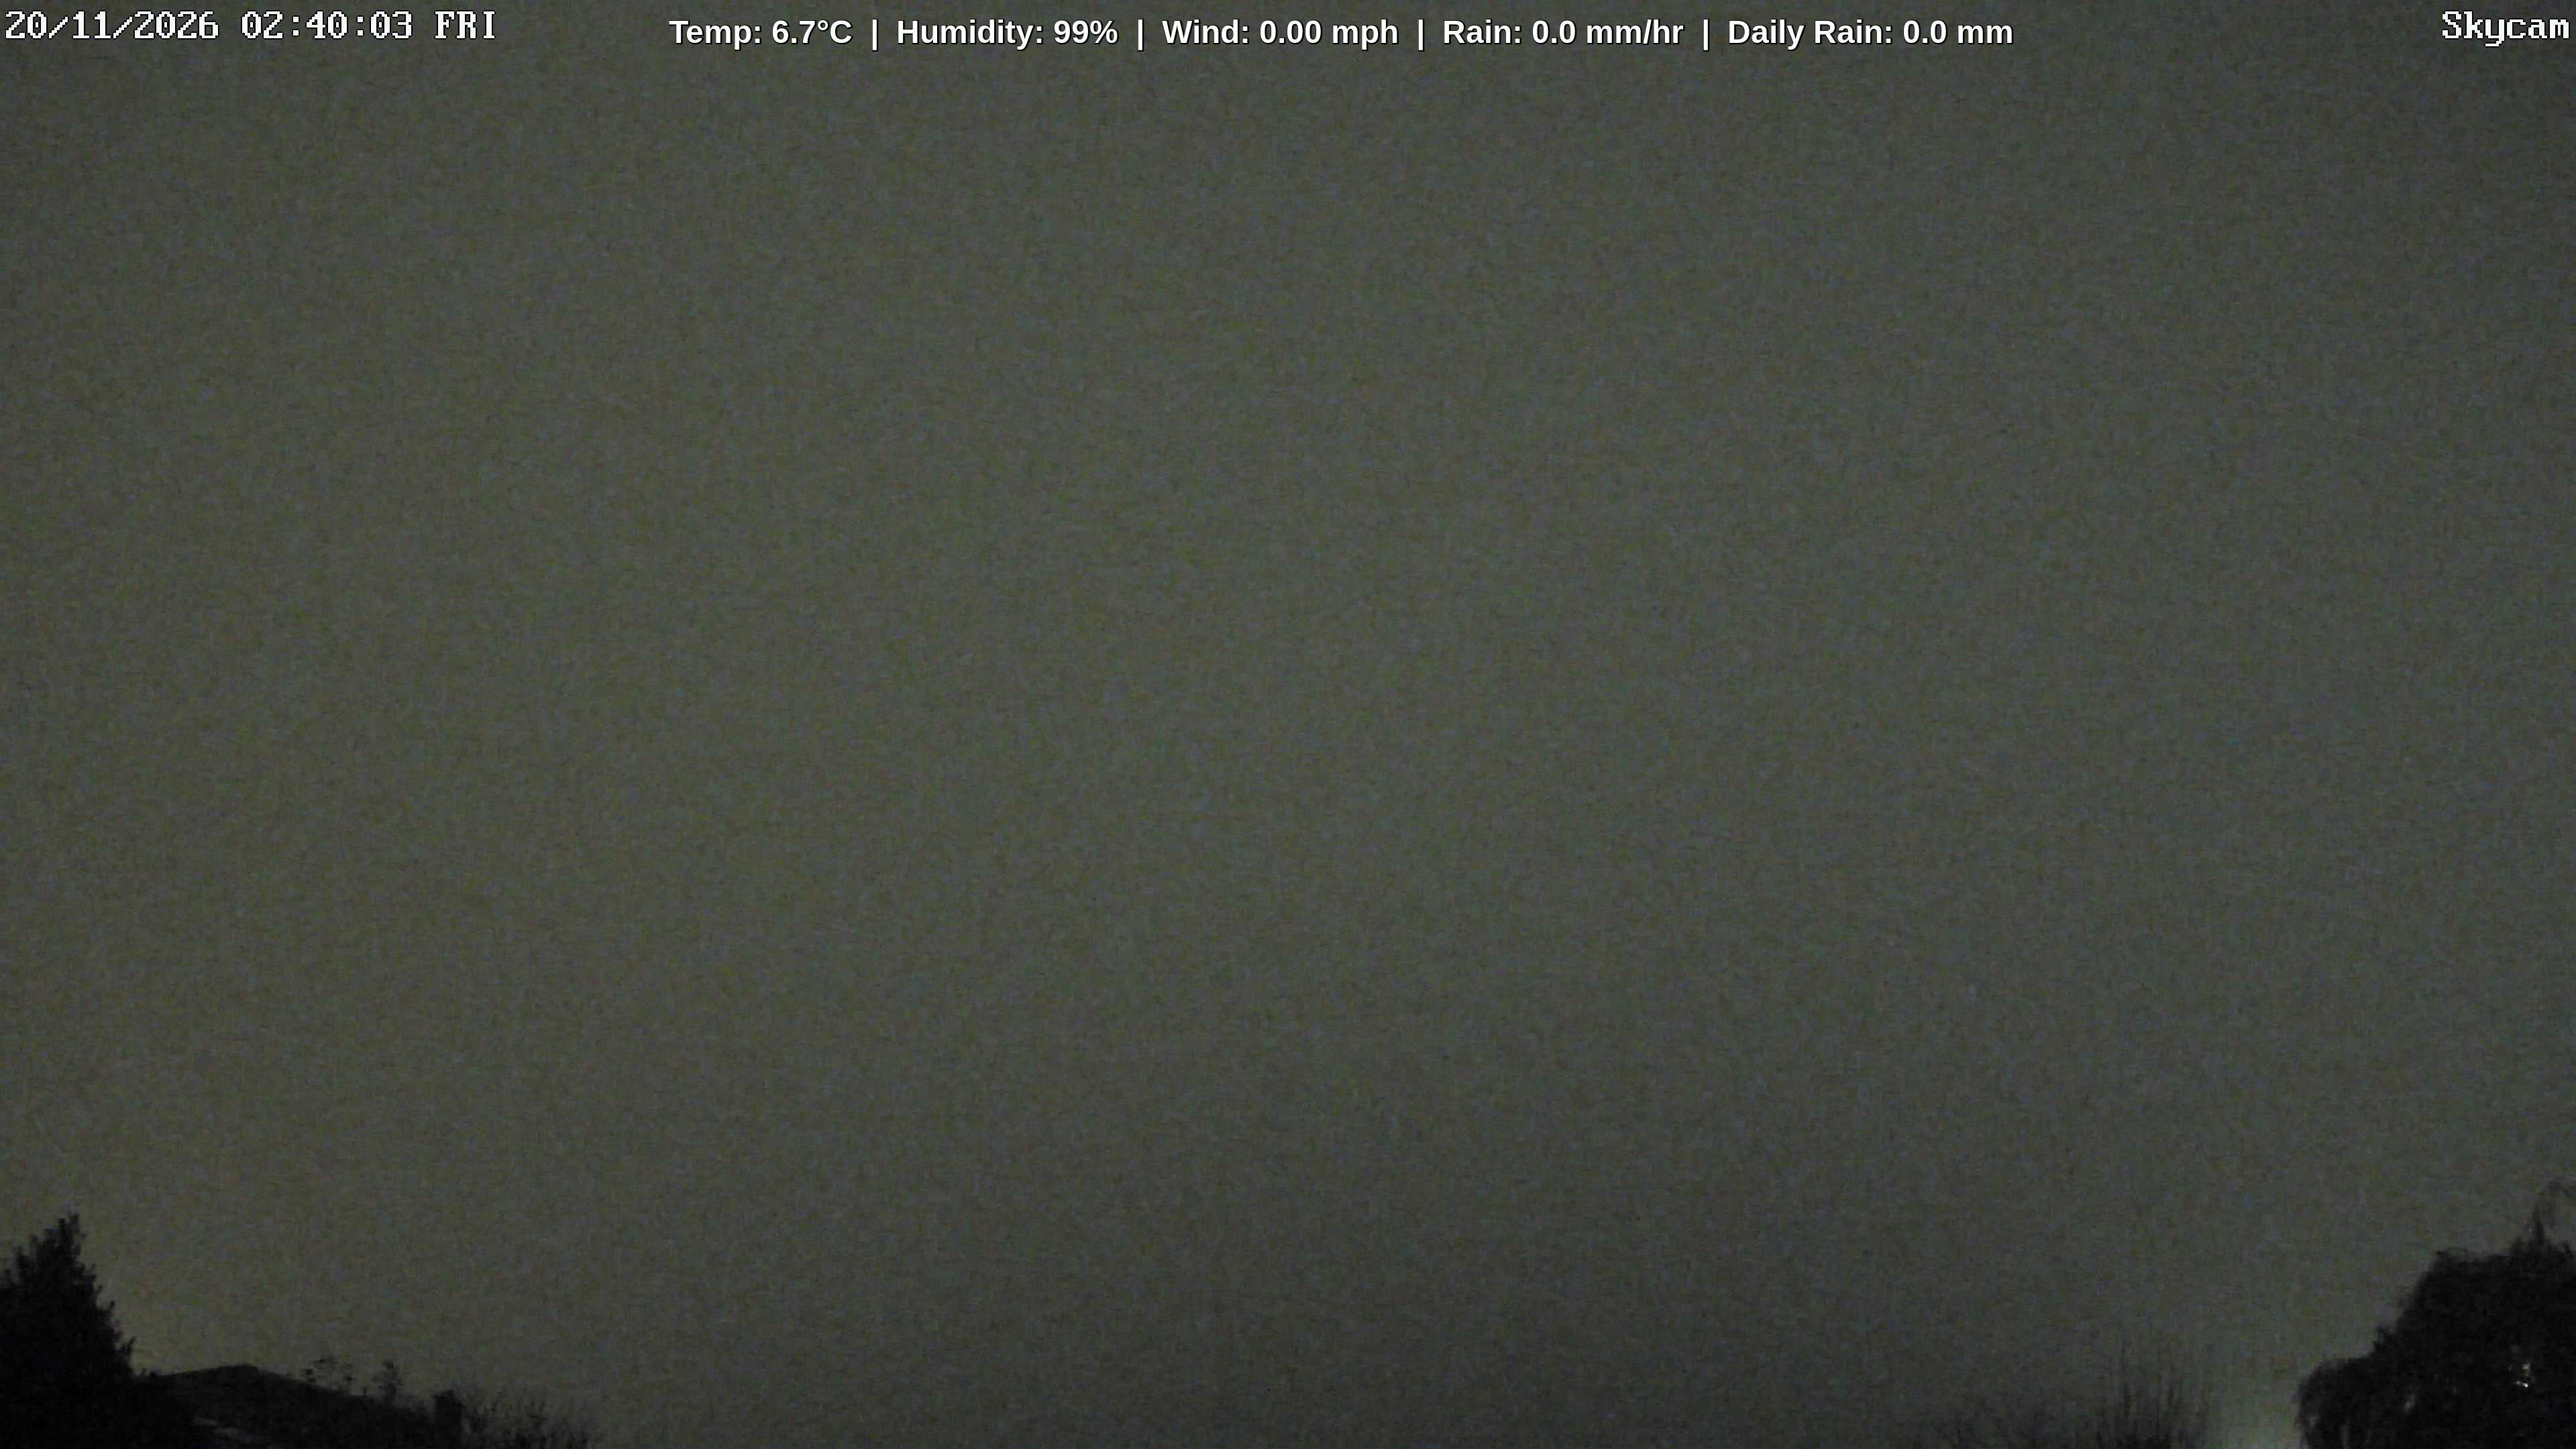 20/11/2026 02:40:03 FRI
Temp: 6.7°C | Humidity: 99% | Wind: 0.00 mph | Rain: 0.0 mm/hr | Daily Rain: 0.0 mm
Skycam